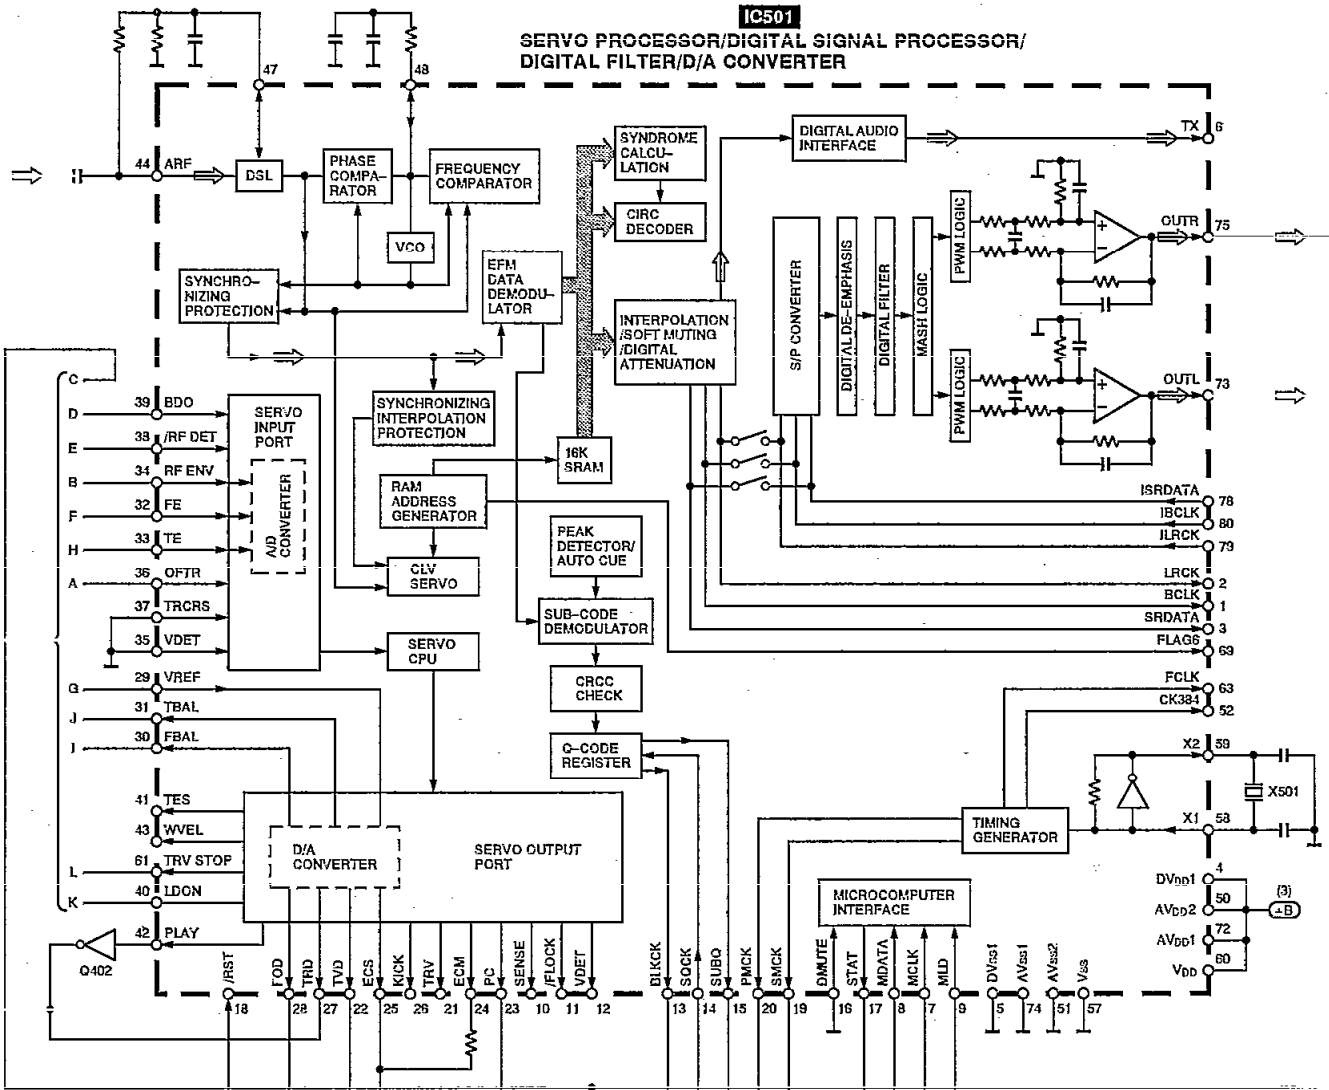 IC501
SERVO PROCESSOR/DIGITAL SIGNAL PROCESSOR/
DIGITAL FILTER/D/A CONVERTER
47
48
44 ARF
DSL
PHASE
COMPA-
RATOR
FREQUENCY
COMPARATOR
VCO
SYNCHRO-
NIZING
PROTECTION
EFM
DATA
DEMODU-
LATOR
SYNDROME
CALCU-
LATION
CIRC
DECODER
DIGITAL AUDIO
INTERFACE
TX 6
INTERPOLATION
/SOFT MUTING
/DIGITAL
ATTENUATION
S/P CONVERTER
DIGITAL DE-EMPHASIS
DIGITAL FILTER
MASH LOGIC
PWM LOGIC
PWM LOGIC
+
−
OUTR 75
+
−
OUTL 73
C
D 39 BDO
E 38 /RF DET
B 34 RF ENV
F 32 FE
H 33 TE
A 36 OFTR
37 TRCRS
35 VDET
G 29 VREF
J 31 TBAL
I 30 FBAL
41 TES
43 WVEL
L 61 TRV STOP
K 40 LDON
42 PLAY
Q402
SERVO
INPUT
PORT
A/D
CONVERTER
SYNCHRONIZING
INTERPOLATION
PROTECTION
16K
SRAM
RAM
ADDRESS
GENERATOR
CLV
SERVO
SERVO
CPU
PEAK
DETECTOR/
AUTO CUE
SUB-CODE
DEMODULATOR
CRCC
CHECK
Q-CODE
REGISTER
D/A
CONVERTER
SERVO OUTPUT
PORT
ISRDATA 78
IBCLK 80
ILRCK 79
LRCK 2
BCLK 1
SRDATA 3
FLAG6 69
FCLK 63
CK384 52
X2 59
X501
X1 58
TIMING
GENERATOR
MICROCOMPUTER
INTERFACE
DVDD1 4
AVDD2 50
AVDD1 72
VDD 60
(3)
+B
/RST 18
FOD 28
TRD 27
TVD 22
ECS 25
KICK 26
TRV 21
ECM 24
PC 23
SENSE 10
/FLOCK 11
VDET 12
BLKCK 13
SQCK 14
SUBQ 15
PMCK 20
SMCK 19
DMUTE 16
STAT 17
MDATA 8
MCLK 7
MLD 9
DVSS1 5
AVSS1 74
AVSS2 51
VSS 57